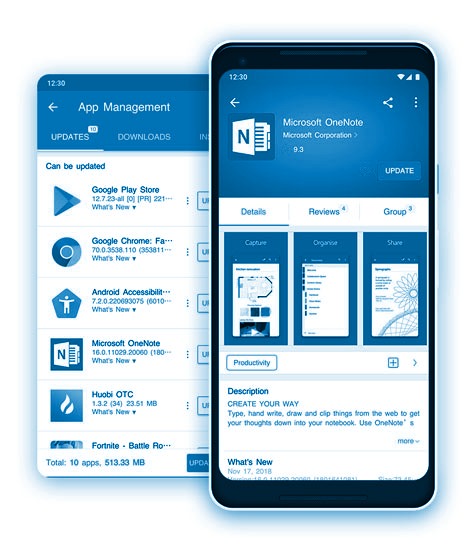 12:30
App Management
UPDATES 10 DOWNLOADS
Can be updated
Google Play Store
12.7.23-all [0] [PR] 221···
What's New ▾
Google Chrome: Fa···
70.0.3538.110 (353811···
What's New ▾
Android Accessibilit···
7.2.0.220693075 (6010···
What's New ▾
Microsoft OneNote
16.0.11029.20060 (180···
What's New ▾
Huobi OTC
1.3.2 (34) 23.51 MB
What's New ▾
Fortnite - Battle Ro···
Total: 10 apps, 513.33 MB
12:30
Microsoft OneNote
Microsoft Corporation >
9.3
UPDATE
Details Reviews 4 Group 3
Capture Organise Share
Productivity
Description
CREATE YOUR WAY
Type, hand write, draw and clip things from the web to get
your thoughts down into your notebook. Use OneNote' s
more
What's New
Nov 17, 2018